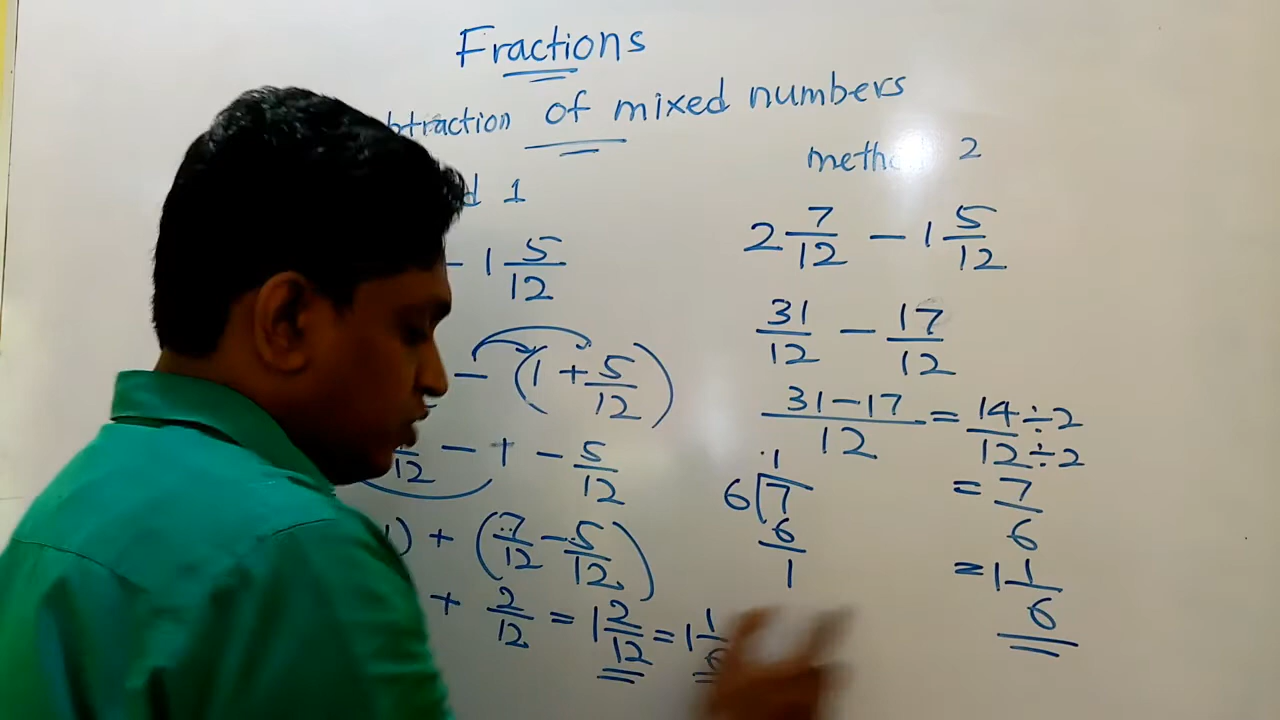 Fractions
of mixed numbers
1
- 1 5/12
- (1 + 5/12)
12 - 1 - 5/12
) + (7/12 - 5/12)
+ 2/12 = 1 2/12 = 1 1/6
2
2 7/12 - 1 5/12
31/12 - 17/12
31-17/12 = 14÷2/12÷2
= 7/6
1
6 7
6
1
= 1 1/6